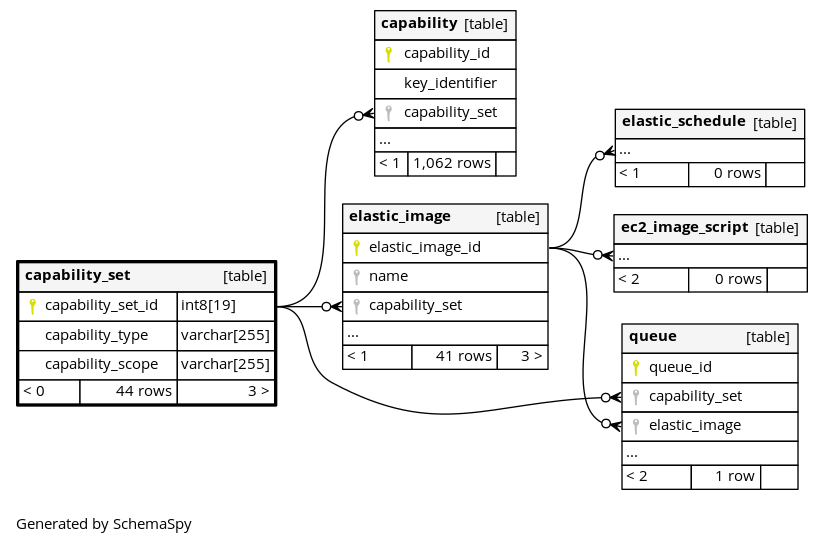 capability [table]
capability_id
key_identifier
capability_set
...
< 1 1,062 rows
elastic_schedule [table]
...
< 1 0 rows
elastic_image [table]
elastic_image_id
name
capability_set
...
< 1 41 rows 3 >
ec2_image_script [table]
...
< 2 0 rows
capability_set [table]
capability_set_id int8[19]
capability_type varchar[255]
capability_scope varchar[255]
< 0 44 rows 3 >
queue [table]
queue_id
capability_set
elastic_image
...
< 2 1 row
Generated by SchemaSpy